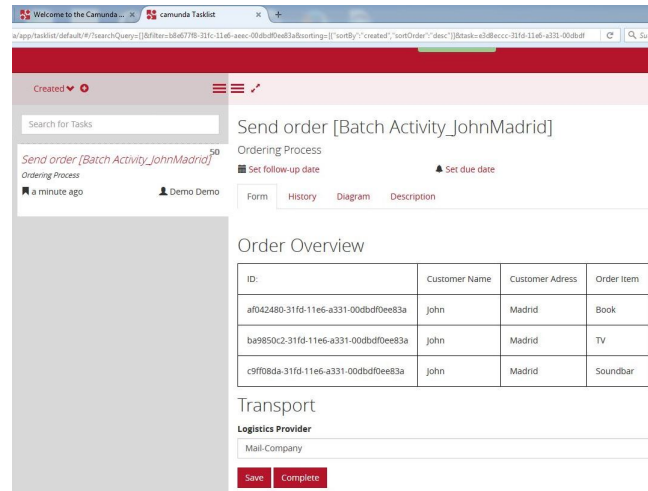 Welcome to the Camunda ... ×
camunda Tasklist ×
a/app/tasklist/default/#/?searchQuery=[]&filter=b8e677f8-31fc-11e6-aeec-00dbdf0ee83a&sorting=[{"sortBy":"created","sortOrder":"desc"}]&task=e3d8eccc-31fd-11e6-a331-00dbdf
Su
Created
Search for Tasks
50
Send order [Batch Activity_JohnMadrid]
Ordering Process
a minute ago Demo Demo
Send order [Batch Activity_JohnMadrid]
Ordering Process
Set follow-up date Set due date
Form History Diagram Description
Order Overview
ID: Customer Name Customer Adress Order Item
af042480-31fd-11e6-a331-00dbdf0ee83a John Madrid Book
ba9850c2-31fd-11e6-a331-00dbdf0ee83a John Madrid TV
c9ff08da-31fd-11e6-a331-00dbdf0ee83a John Madrid Soundbar
Transport
Logistics Provider
Mail-Company
Save Complete